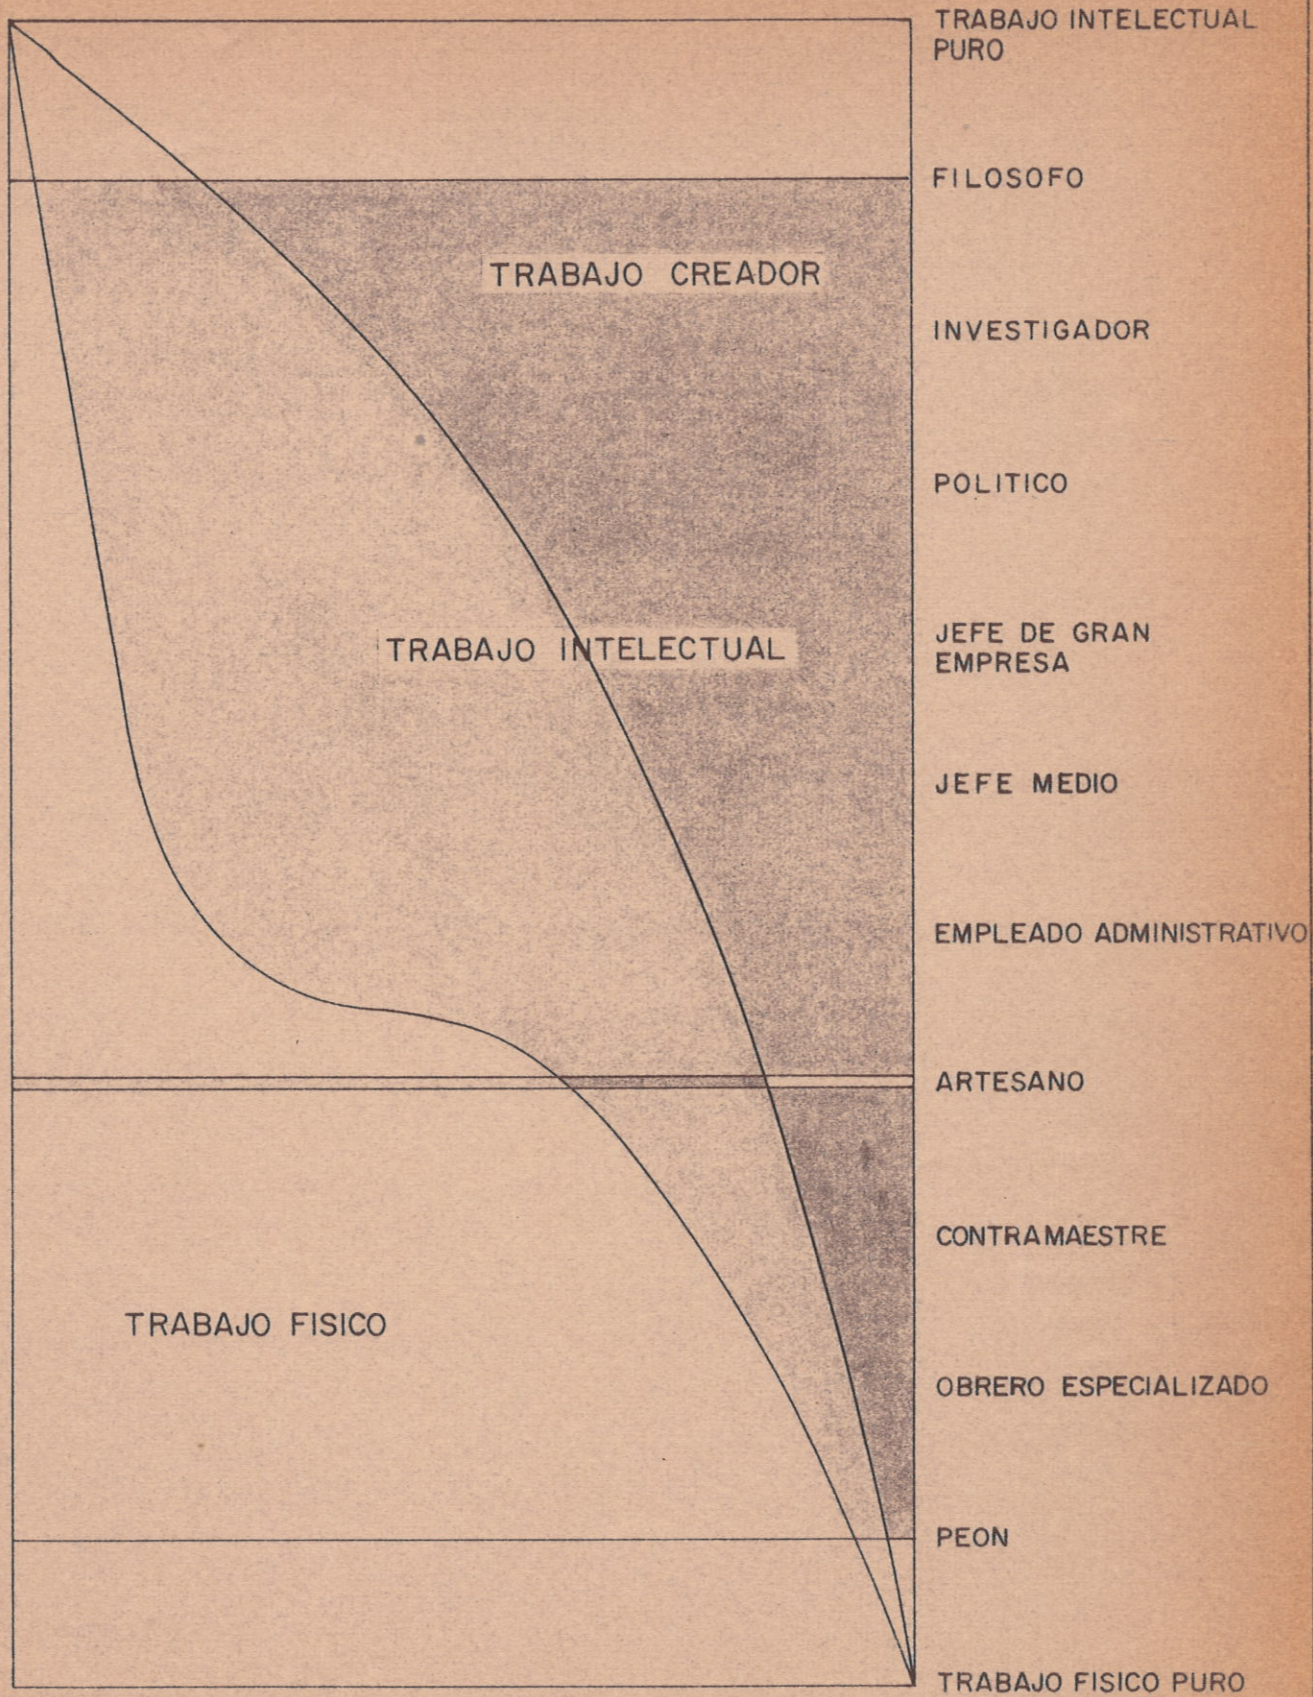 TRABAJO INTELECTUAL
PURO
FILOSOFO
TRABAJO CREADOR
INVESTIGADOR
POLITICO
JEFE DE GRAN
EMPRESA
TRABAJO INTELECTUAL
JEFE MEDIO
EMPLEADO ADMINISTRATIVO
ARTESANO
CONTRAMAESTRE
TRABAJO FISICO
OBRERO ESPECIALIZADO
PEON
TRABAJO FISICO PURO